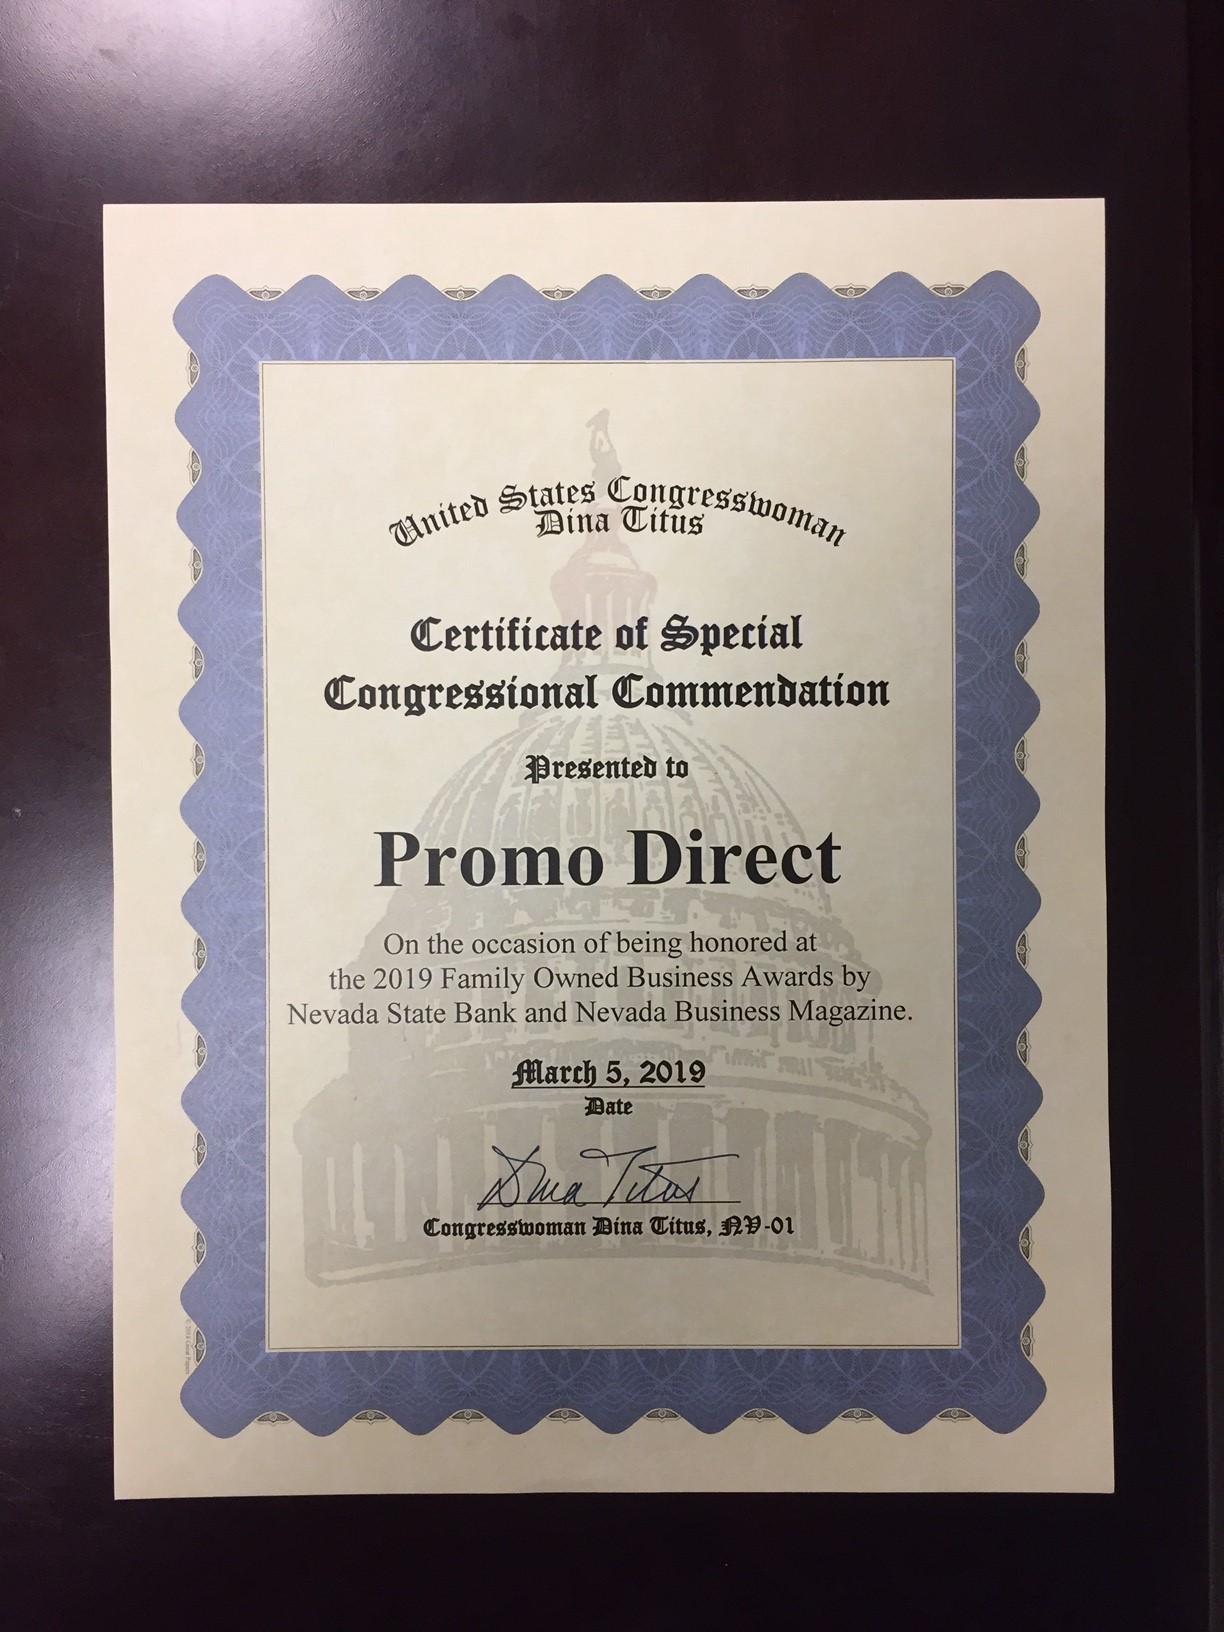 United States Congresswoman
Dina Titus
Certificate of Special
Congressional Commendation
Presented to
Promo Direct
On the occasion of being honored at
the 2019 Family Owned Business Awards by
Nevada State Bank and Nevada Business Magazine.
March 5, 2019
Date
Dina Titus
Congresswoman Dina Titus, NV-01